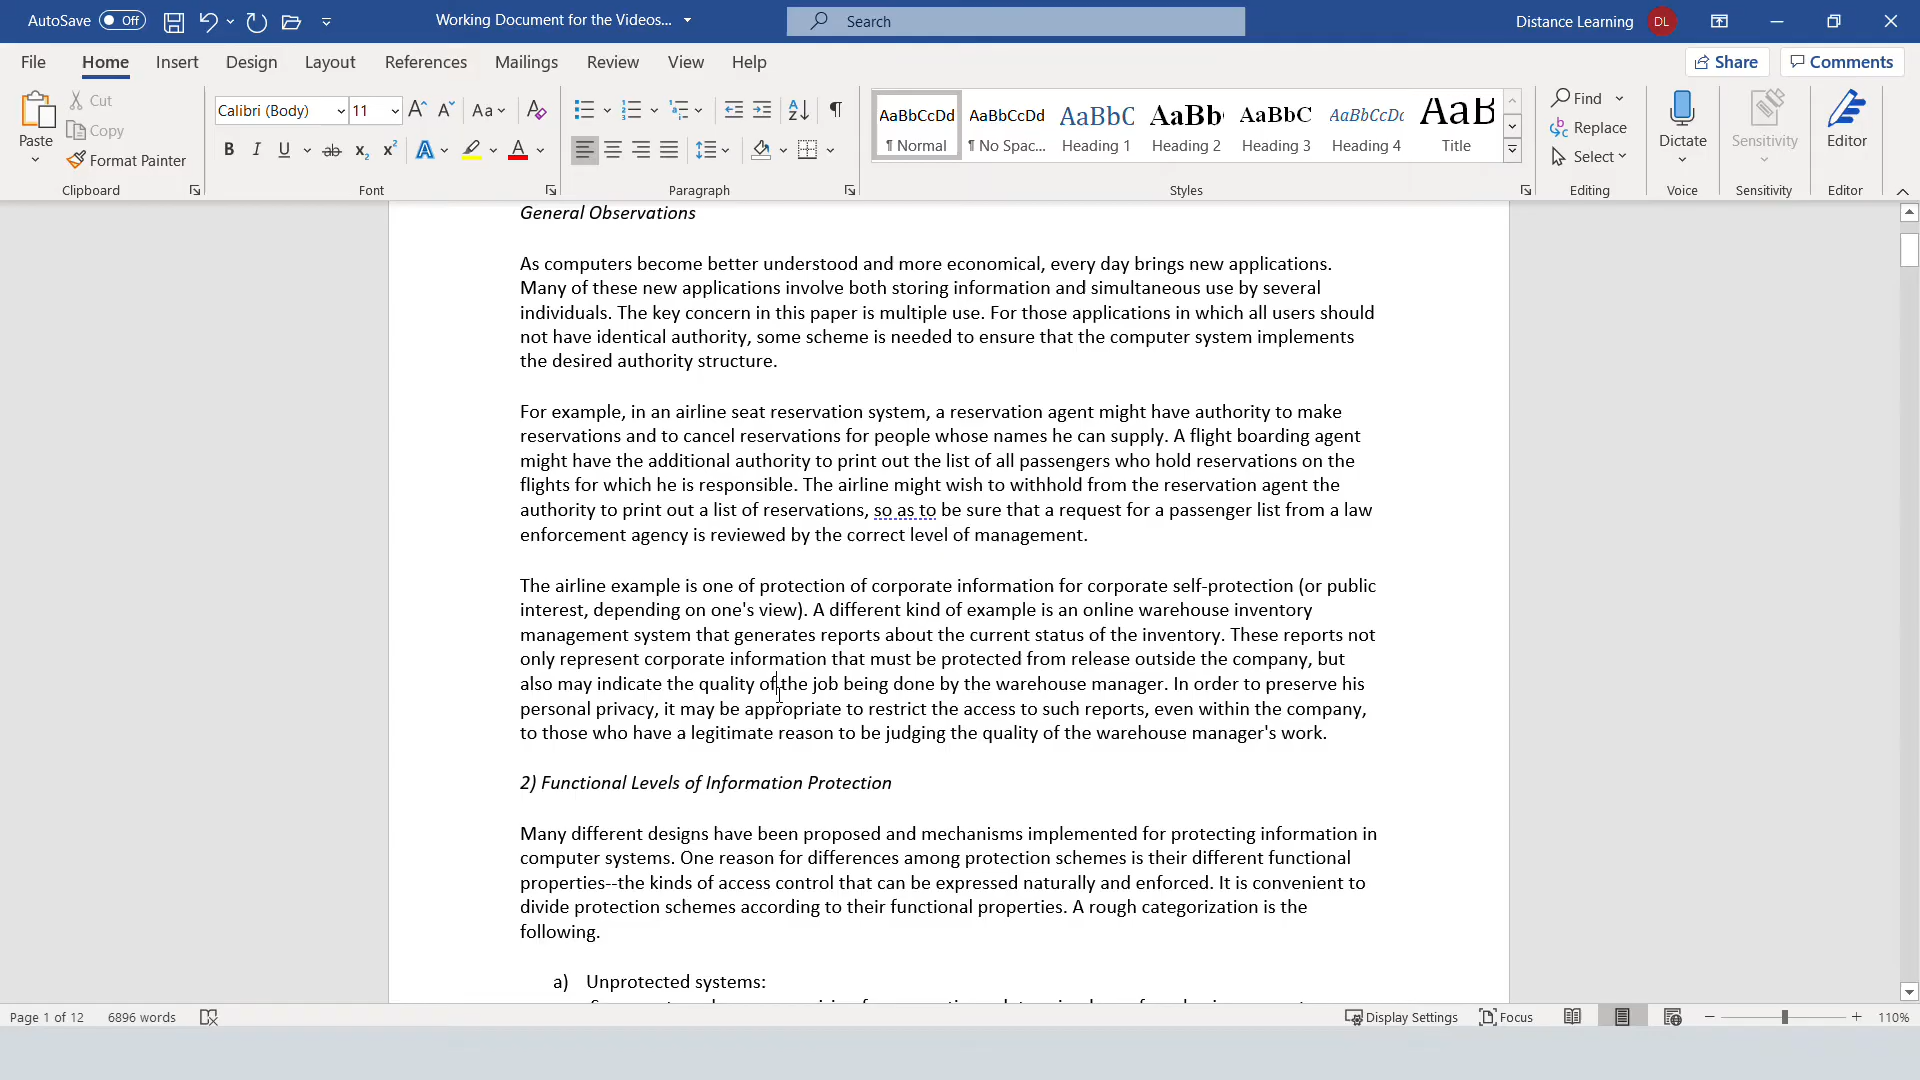 AutoSave Off Working Document for the Videos... Search Distance Learning DL
File Home Insert Design Layout References Mailings Review View Help Share Comments
Paste Cut Copy Format Painter Clipboard
Calibri (Body) 11 Aa Font
B I U ab x₂ x² A A
Paragraph
AaBbCcDd AaBbCcDd AaBbC AaBb AaBbC AaBbCcDc AaB
¶ Normal ¶ No Spac... Heading 1 Heading 2 Heading 3 Heading 4 Title
Styles
Find Replace Select Editing
Dictate Voice
Sensitivity Sensitivity
Editor Editor
General Observations
As computers become better understood and more economical, every day brings new applications.
Many of these new applications involve both storing information and simultaneous use by several
individuals. The key concern in this paper is multiple use. For those applications in which all users should
not have identical authority, some scheme is needed to ensure that the computer system implements
the desired authority structure.
For example, in an airline seat reservation system, a reservation agent might have authority to make
reservations and to cancel reservations for people whose names he can supply. A flight boarding agent
might have the additional authority to print out the list of all passengers who hold reservations on the
flights for which he is responsible. The airline might wish to withhold from the reservation agent the
authority to print out a list of reservations, so as to be sure that a request for a passenger list from a law
enforcement agency is reviewed by the correct level of management.
The airline example is one of protection of corporate information for corporate self-protection (or public
interest, depending on one's view). A different kind of example is an online warehouse inventory
management system that generates reports about the current status of the inventory. These reports not
only represent corporate information that must be protected from release outside the company, but
also may indicate the quality of the job being done by the warehouse manager. In order to preserve his
personal privacy, it may be appropriate to restrict the access to such reports, even within the company,
to those who have a legitimate reason to be judging the quality of the warehouse manager's work.
2) Functional Levels of Information Protection
Many different designs have been proposed and mechanisms implemented for protecting information in
computer systems. One reason for differences among protection schemes is their different functional
properties--the kinds of access control that can be expressed naturally and enforced. It is convenient to
divide protection schemes according to their functional properties. A rough categorization is the
following.
a) Unprotected systems:
Page 1 of 12 6896 words Display Settings Focus 110%